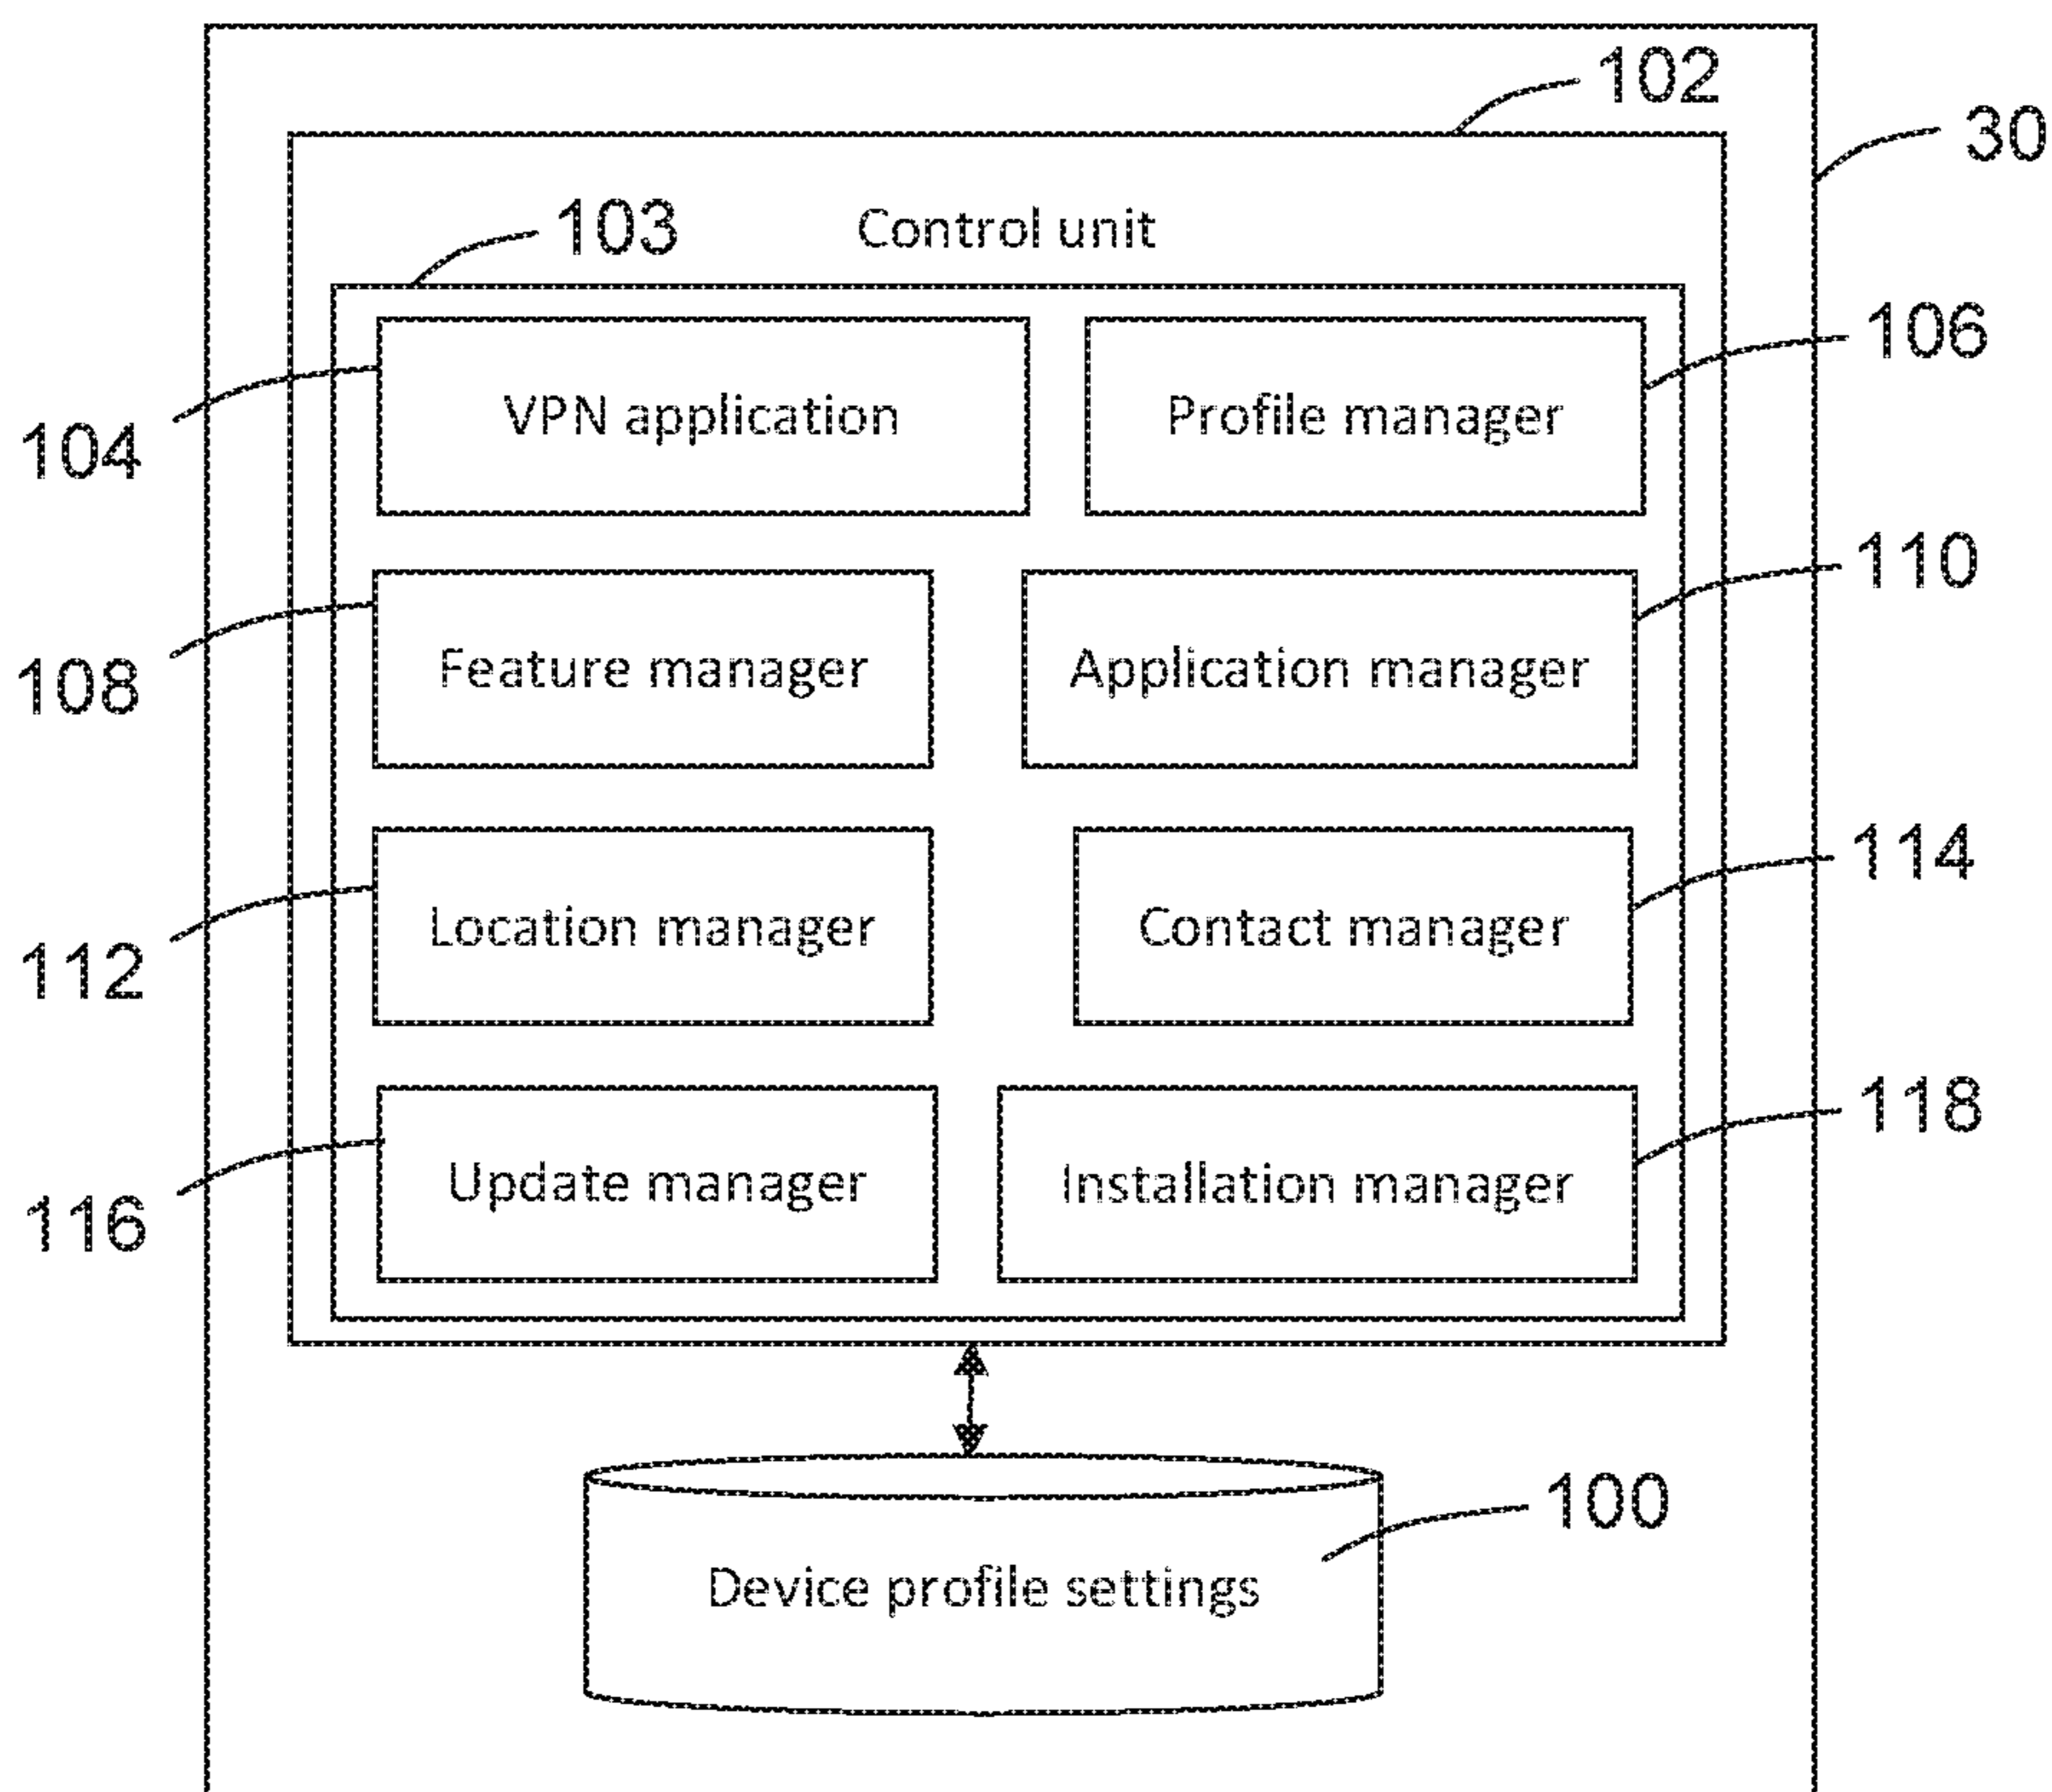 102
30
103
Control unit
104
VPN application
Profile manager
106
108
Feature manager
Application manager
110
112
Location manager
Contact manager
114
116
Update manager
Installation manager
118
Device profile settings
100